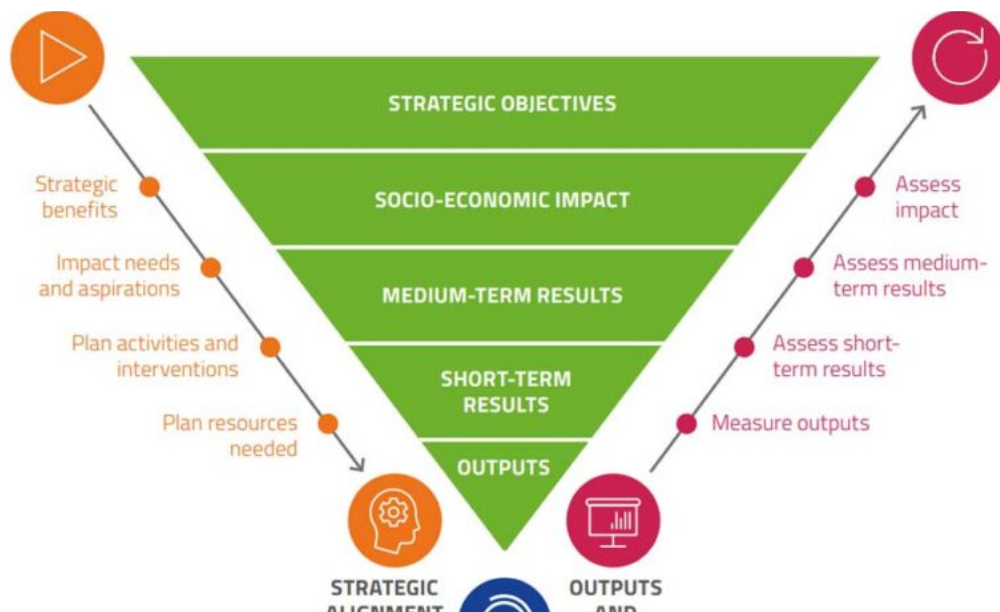 STRATEGIC OBJECTIVES
SOCIO-ECONOMIC IMPACT
MEDIUM-TERM RESULTS
SHORT-TERM
RESULTS
OUTPUTS
Strategic
benefits
Impact needs
and aspirations
Plan activities and
interventions
Plan resources
needed
Assess
impact
Assess medium-
term results
Assess short-
term results
Measure outputs
STRATEGIC
ALIGNMENT
OUTPUTS
AND